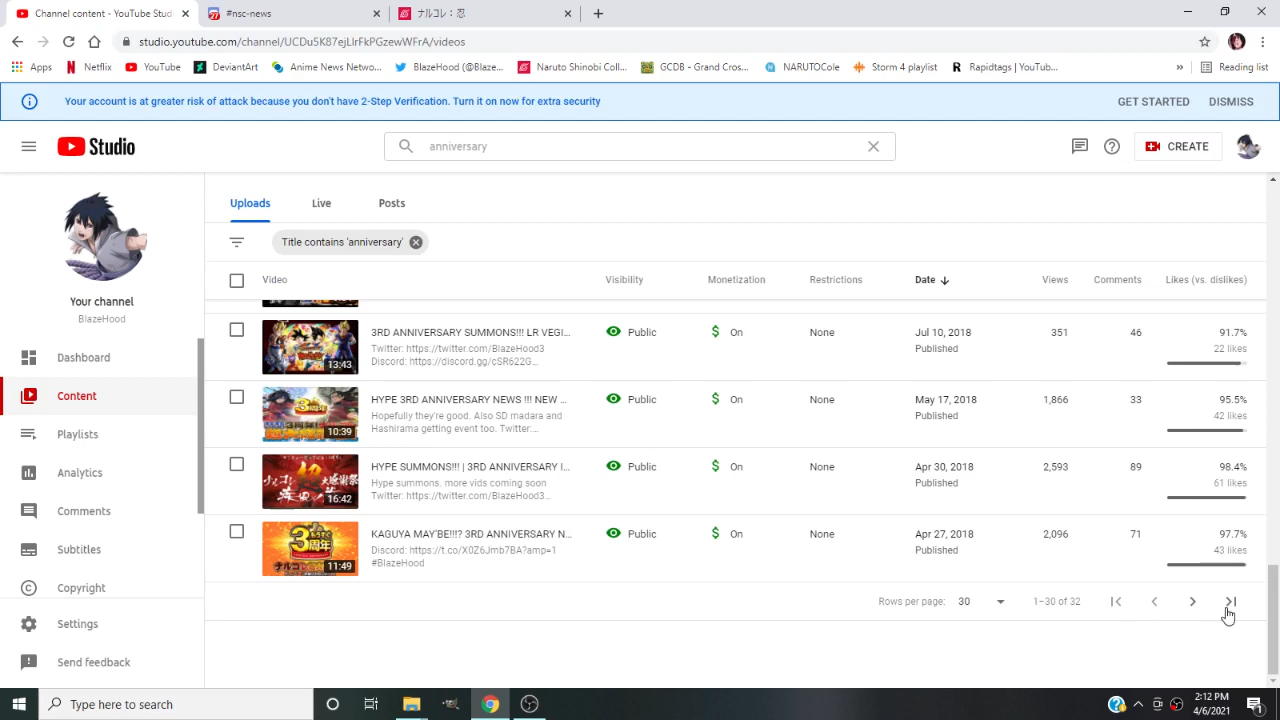 Channel content - YouTube Studi
#nsc-news
ナルコレ：忍
studio.youtube.com/channel/UCDu5K87ejLIrFkPGzewWFrA/videos
Apps
Netflix
YouTube
DeviantArt
Anime News Netwo...
BlazeHood (@Blaze...
Naruto Shinobi Coll...
GCDB - Grand Cros...
NARUTOCole
Storm 4 playlist
Rapidtags | YouTub...
»
Reading list
Your account is at greater risk of attack because you don't have 2-Step Verification. Turn it on now for extra security
GET STARTED
DISMISS
Studio
anniversary
CREATE
Your channel
BlazeHood
Dashboard
Content
Playlists
Analytics
Comments
Subtitles
Copyright
Settings
Send feedback
Uploads
Live
Posts
Title contains 'anniversary'
Video
Visibility
Monetization
Restrictions
Date
Views
Comments
Likes (vs. dislikes)
13:43
3RD ANNIVERSARY SUMMONS!!! LR VEGI...
Twitter: https://twitter.com/BlazeHood3
Discord: https://discord.gg/cSR622G...
Public
On
None
Jul 10, 2018
Published
351
46
91.7%
22 likes
10:39
HYPE 3RD ANNIVERSARY NEWS !!! NEW ...
Hopefully they're good. Also SD madara and
Hashirama getting event too. Twitter:...
Public
On
None
May 17, 2018
Published
1,866
33
95.5%
42 likes
16:42
HYPE SUMMONS!!! | 3RD ANNIVERSARY I...
Hype summons. more vids coming soon
Twitter: https://twitter.com/BlazeHood3...
Public
On
None
Apr 30, 2018
Published
2,593
89
98.4%
61 likes
3周年
11:49
KAGUYA MAY'BE!!!? 3RD ANNIVERSARY N...
Discord: https://t.co/X0Z6Jmb7BA?amp=1
#BlazeHood
Public
On
None
Apr 27, 2018
Published
2,096
71
97.7%
43 likes
Rows per page:
30
1–30 of 32
Type here to search
2:12 PM
4/6/2021
1